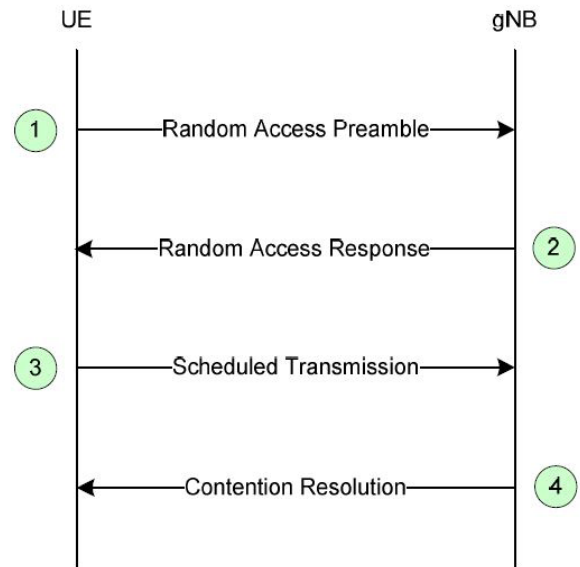 UE gNB
1 Random Access Preamble
Random Access Response 2
3 Scheduled Transmission
Contention Resolution 4